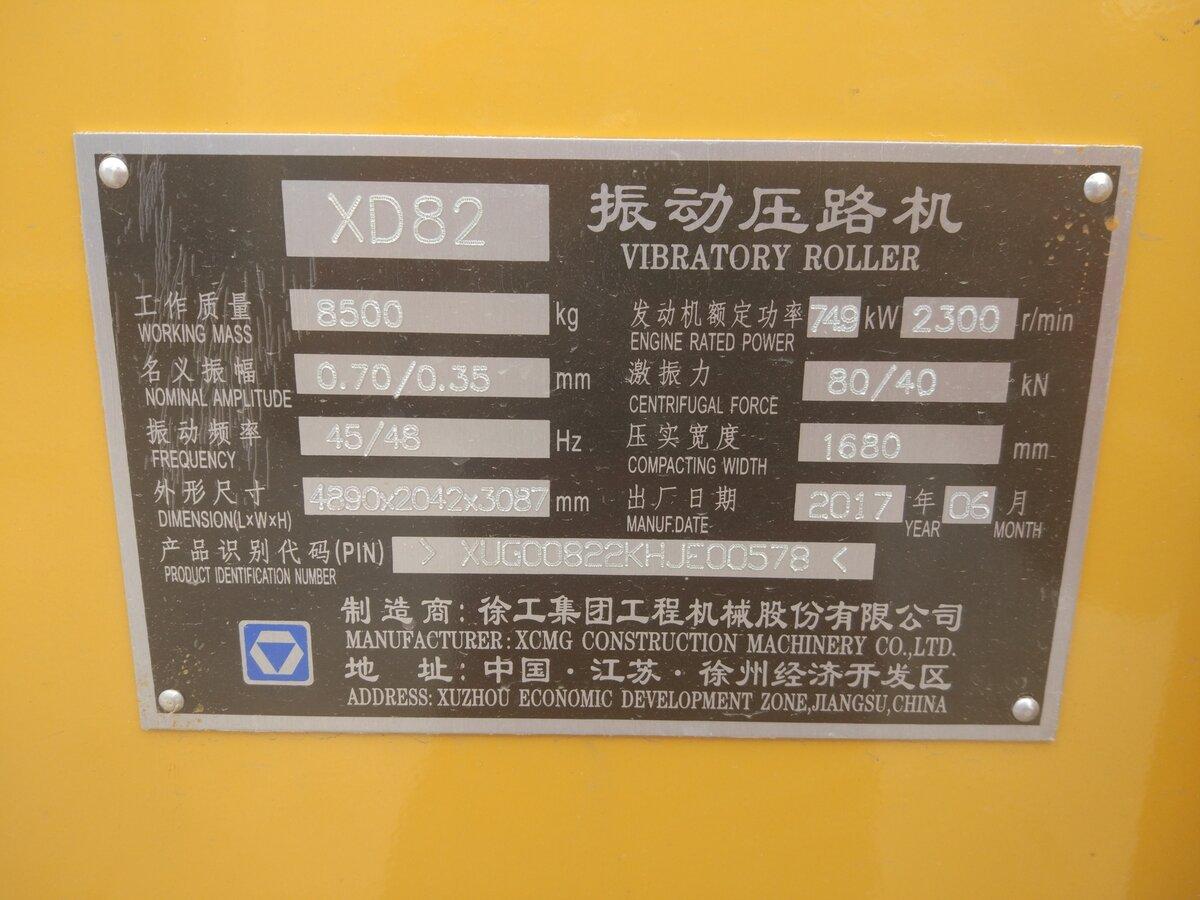 XD82 振动压路机
VIBRATORY ROLLER
工作质量 8500 kg 发动机额定功率 74.9 kW 2300 r/min
WORKING MASS ENGINE RATED POWER
名义振幅 0.70/0.35 mm 激振力 80/40 kN
NOMINAL AMPLITUDE CENTRIFUGAL FORCE
振动频率 45/48 Hz 压实宽度 1680 mm
FREQUENCY COMPACTING WIDTH
外形尺寸 4890x2042x3087 mm 出厂日期 2017 年 06 月
DIMENSION(L×W×H) MANUF.DATE YEAR MONTH
产品识别代码(PIN) > XUG00822KHJE00578 <
PRODUCT IDENTIFICATION NUMBER
制造商:徐工集团工程机械股份有限公司
MANUFACTURER:XCMG CONSTRUCTION MACHINERY CO.,LTD.
地 址:中国·江苏·徐州经济开发区
ADDRESS:XUZHOU ECONOMIC DEVELOPMENT ZONE,JIANGSU,CHINA